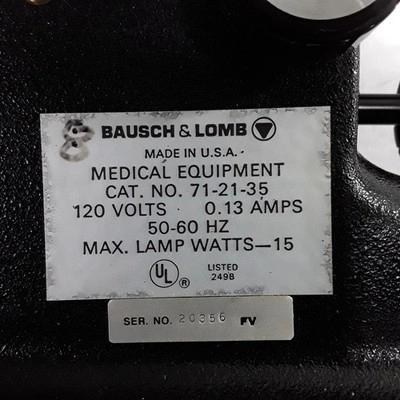 8 BAUSCH & LOMB
MADE IN U.S.A.
MEDICAL EQUIPMENT
CAT. NO. 71-21-35
120 VOLTS · 0.13 AMPS
50-60 HZ
MAX. LAMP WATTS—15
UL ® LISTED
249B
SER. NO. 20356 FV